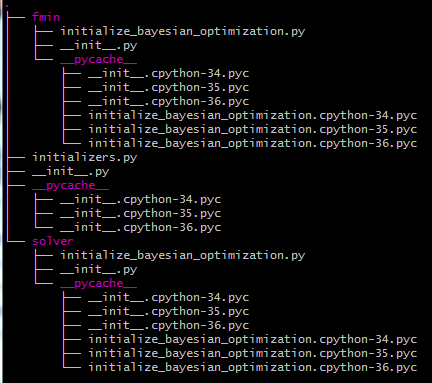 .
├── fmin
│   ├── initialize_bayesian_optimization.py
│   ├── __init__.py
│   └── __pycache__
│       ├── __init__.cpython-34.pyc
│       ├── __init__.cpython-35.pyc
│       ├── __init__.cpython-36.pyc
│       ├── initialize_bayesian_optimization.cpython-34.pyc
│       ├── initialize_bayesian_optimization.cpython-35.pyc
│       └── initialize_bayesian_optimization.cpython-36.pyc
├── initializers.py
├── __init__.py
├── __pycache__
│   ├── __init__.cpython-34.pyc
│   ├── __init__.cpython-35.pyc
│   └── __init__.cpython-36.pyc
└── solver
    ├── initialize_bayesian_optimization.py
    ├── __init__.py
    └── __pycache__
        ├── __init__.cpython-34.pyc
        ├── __init__.cpython-35.pyc
        ├── __init__.cpython-36.pyc
        ├── initialize_bayesian_optimization.cpython-34.pyc
        ├── initialize_bayesian_optimization.cpython-35.pyc
        └── initialize_bayesian_optimization.cpython-36.pyc